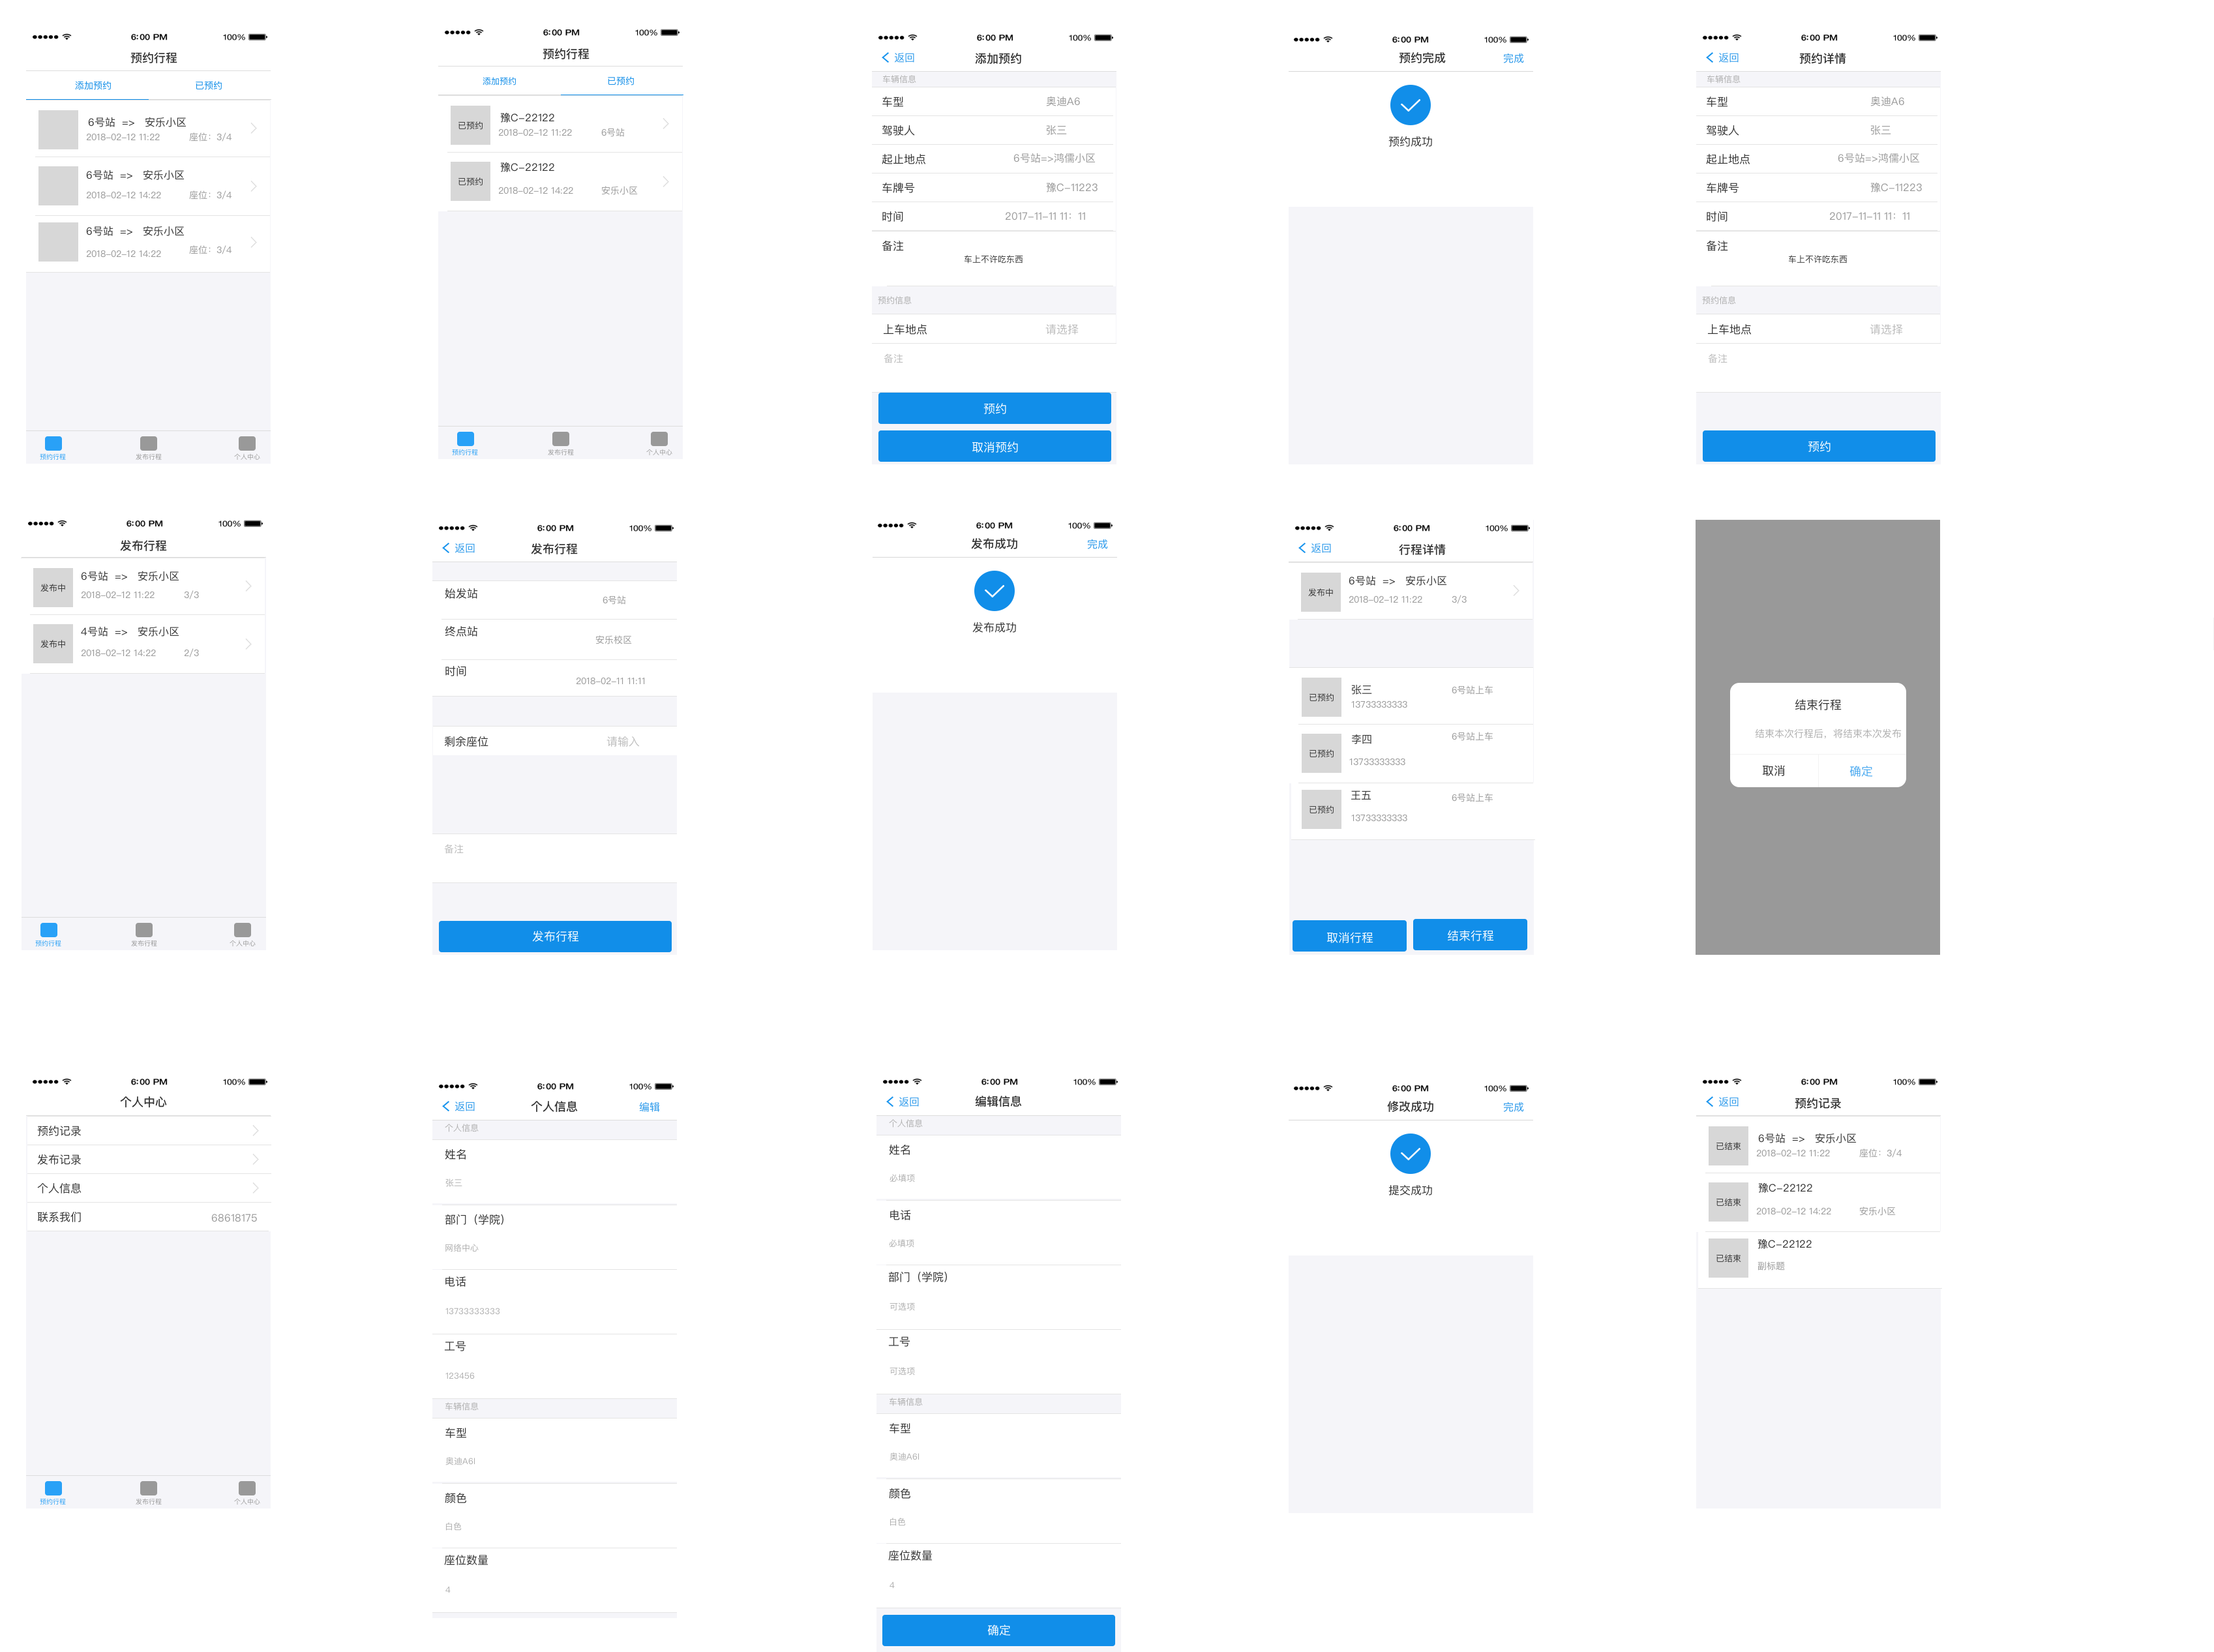 6:00 PM 100%
预约行程
添加预约 已预约
6号站 => 安乐小区
2018-02-12 11:22 座位：3/4
6号站 => 安乐小区
2018-02-12 14:22 座位：3/4
6号站 => 安乐小区
2018-02-12 14:22 座位：3/4
预约行程 发布行程 个人中心
6:00 PM 100%
预约行程
添加预约 已预约
已预约 豫C-22122
2018-02-12 11:22 6号站
已预约 豫C-22122
2018-02-12 14:22 安乐小区
预约行程 发布行程 个人中心
6:00 PM 100%
返回 添加预约
车辆信息
车型 奥迪A6
驾驶人 张三
起止地点 6号站=>鸿儒小区
车牌号 豫C-11223
时间 2017-11-11 11：11
备注
车上不许吃东西
预约信息
上车地点 请选择
备注
预约
取消预约
6:00 PM 100%
预约完成 完成
预约成功
6:00 PM 100%
返回 预约详情
车辆信息
车型 奥迪A6
驾驶人 张三
起止地点 6号站=>鸿儒小区
车牌号 豫C-11223
时间 2017-11-11 11：11
备注
车上不许吃东西
预约信息
上车地点 请选择
备注
预约
6:00 PM 100%
发布行程
发布中 6号站 => 安乐小区
2018-02-12 11:22 3/3
发布中 4号站 => 安乐小区
2018-02-12 14:22 2/3
预约行程 发布行程 个人中心
6:00 PM 100%
返回 发布行程
始发站 6号站
终点站 安乐校区
时间 2018-02-11 11:11
剩余座位 请输入
备注
发布行程
6:00 PM 100%
发布成功 完成
发布成功
6:00 PM 100%
返回 行程详情
发布中 6号站 => 安乐小区
2018-02-12 11:22 3/3
已预约 张三 6号站上车
13733333333
已预约 李四 6号站上车
13733333333
已预约 王五 6号站上车
13733333333
取消行程 结束行程
结束行程
结束本次行程后，将结束本次发布
取消 确定
6:00 PM 100%
个人中心
预约记录
发布记录
个人信息
联系我们 68618175
预约行程 发布行程 个人中心
6:00 PM 100%
返回 个人信息 编辑
个人信息
姓名
张三
部门（学院）
网络中心
电话
13733333333
工号
123456
车辆信息
车型
奥迪A6l
颜色
白色
座位数量
4
6:00 PM 100%
返回 编辑信息
个人信息
姓名
必填项
电话
必填项
部门（学院）
可选项
工号
可选项
车辆信息
车型
奥迪A6l
颜色
白色
座位数量
4
确定
6:00 PM 100%
修改成功 完成
提交成功
6:00 PM 100%
返回 预约记录
已结束 6号站 => 安乐小区
2018-02-12 11:22 座位：3/4
已结束 豫C-22122
2018-02-12 14:22 安乐小区
已结束 豫C-22122
副标题